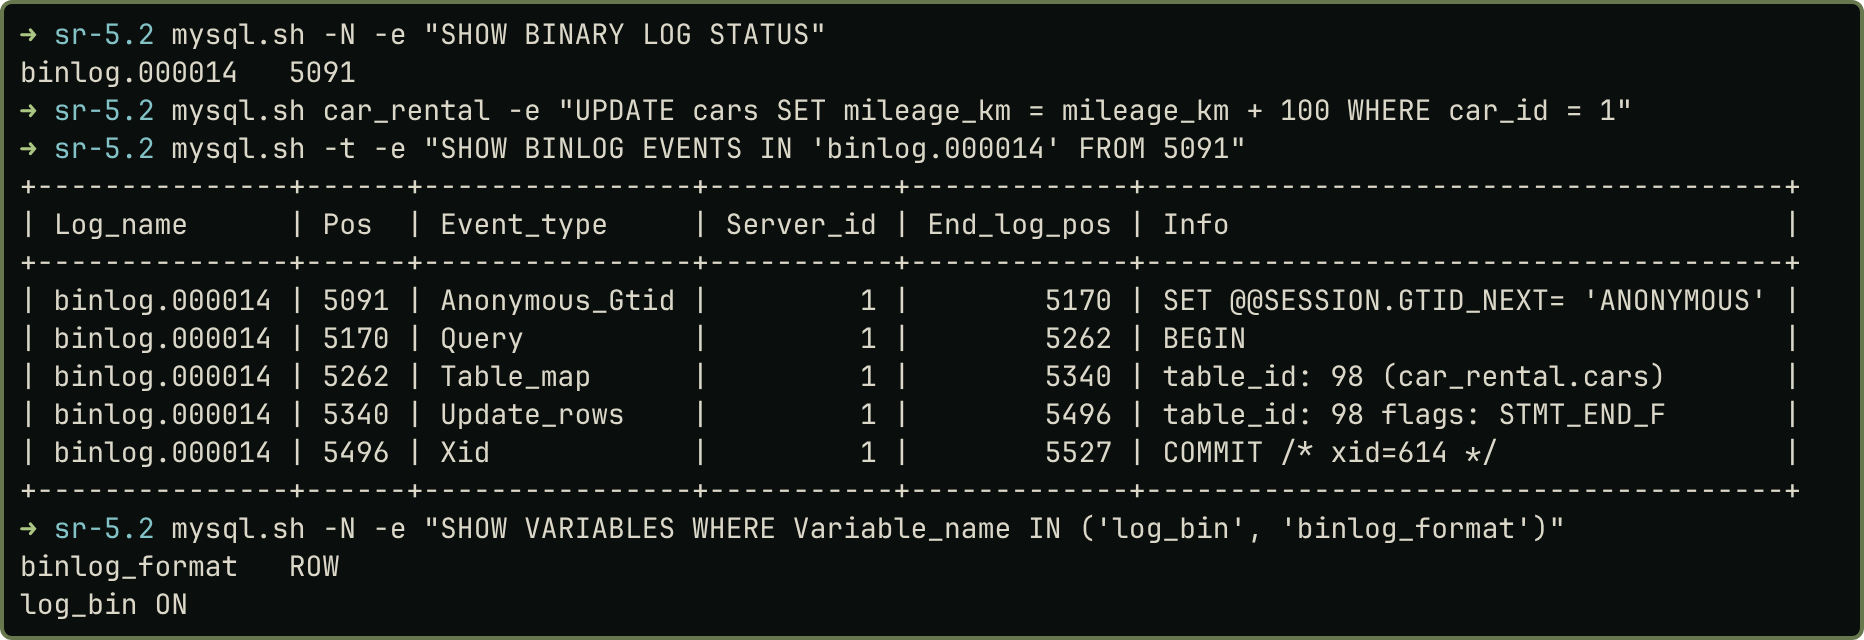 ➜ sr-5.2 mysql.sh -N -e "SHOW BINARY LOG STATUS"
binlog.000014   5091
➜ sr-5.2 mysql.sh car_rental -e "UPDATE cars SET mileage_km = mileage_km + 100 WHERE car_id = 1"
➜ sr-5.2 mysql.sh -t -e "SHOW BINLOG EVENTS IN 'binlog.000014' FROM 5091"
+---------------+------+----------------+-----------+-------------+--------------------------------------+
| Log_name      | Pos  | Event_type     | Server_id | End_log_pos | Info                                 |
+---------------+------+----------------+-----------+-------------+--------------------------------------+
| binlog.000014 | 5091 | Anonymous_Gtid |         1 |        5170 | SET @@SESSION.GTID_NEXT= 'ANONYMOUS' |
| binlog.000014 | 5170 | Query          |         1 |        5262 | BEGIN                                |
| binlog.000014 | 5262 | Table_map      |         1 |        5340 | table_id: 98 (car_rental.cars)       |
| binlog.000014 | 5340 | Update_rows    |         1 |        5496 | table_id: 98 flags: STMT_END_F       |
| binlog.000014 | 5496 | Xid            |         1 |        5527 | COMMIT /* xid=614 */                 |
+---------------+------+----------------+-----------+-------------+--------------------------------------+
➜ sr-5.2 mysql.sh -N -e "SHOW VARIABLES WHERE Variable_name IN ('log_bin', 'binlog_format')"
binlog_format   ROW
log_bin ON